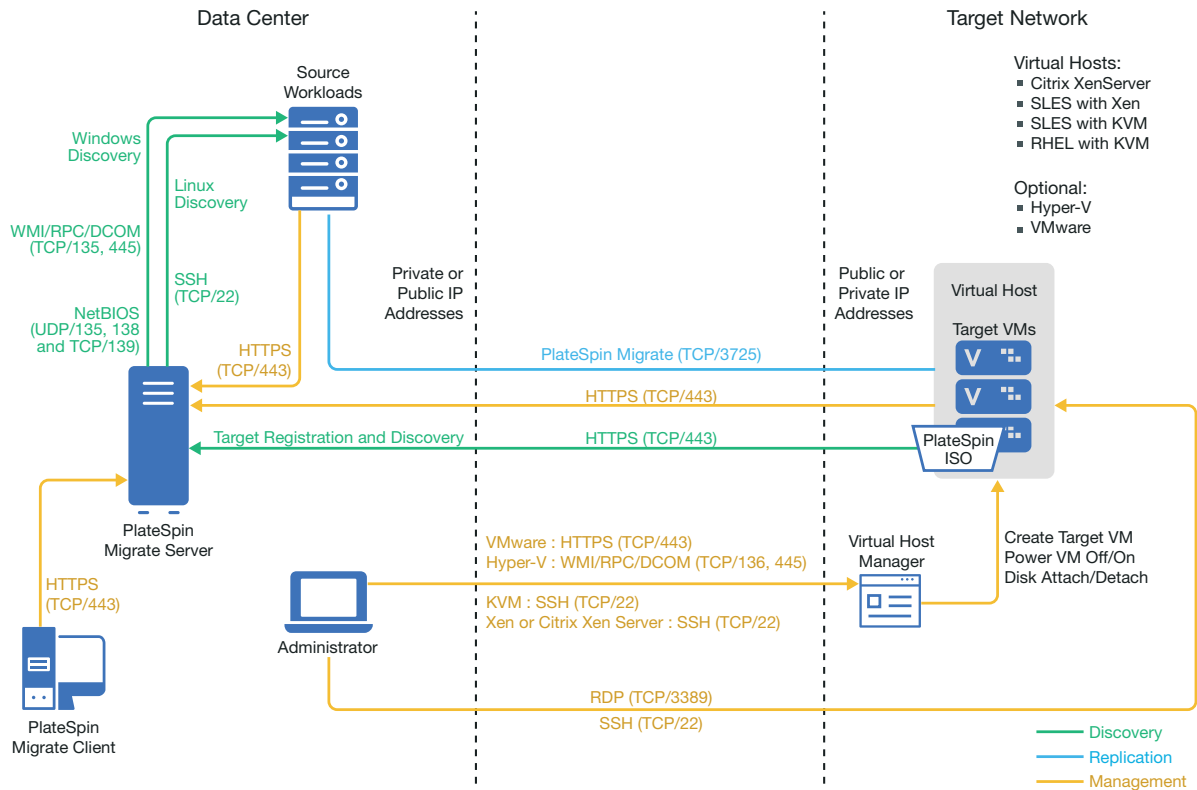 Data Center
Target Network
Virtual Hosts:
Citrix XenServer
SLES with Xen
SLES with KVM
RHEL with KVM
Optional:
Hyper-V
VMware
Source
Workloads
Windows
Discovery
Linux
Discovery
WMI/RPC/DCOM
(TCP/135, 445)
SSH
(TCP/22)
NetBIOS
(UDP/135, 138
and TCP/139)
HTTPS
(TCP/443)
Private or
Public IP
Addresses
Public or
Private IP
Addresses
Virtual Host
Target VMs
V
V
PlateSpin
ISO
PlateSpin Migrate (TCP/3725)
HTTPS (TCP/443)
Target Registration and Discovery
HTTPS (TCP/443)
PlateSpin
Migrate Server
HTTPS
(TCP/443)
PlateSpin
Migrate Client
Administrator
VMware : HTTPS (TCP/443)
Hyper-V : WMI/RPC/DCOM (TCP/136, 445)
KVM : SSH (TCP/22)
Xen or Citrix Xen Server : SSH (TCP/22)
Virtual Host
Manager
Create Target VM
Power VM Off/On
Disk Attach/Detach
RDP (TCP/3389)
SSH (TCP/22)
Discovery
Replication
Management